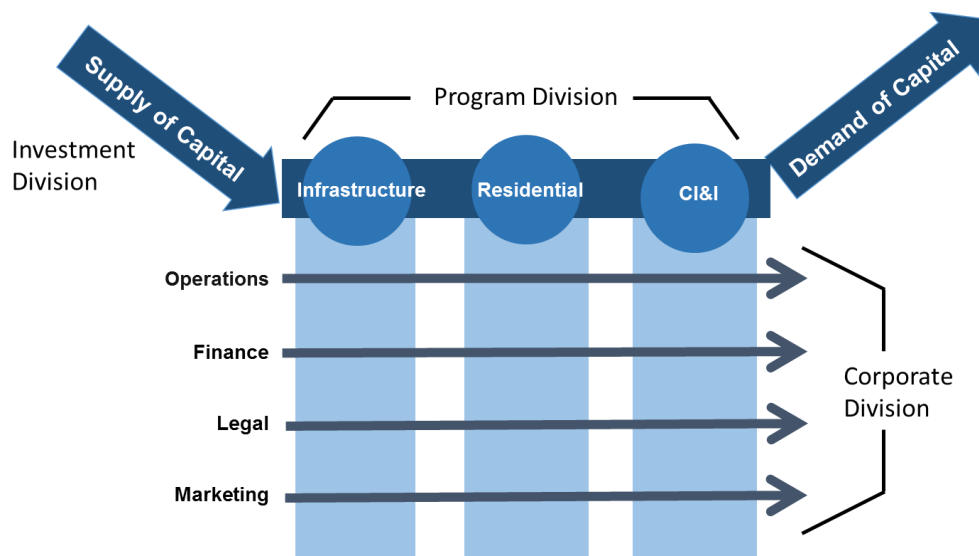 Supply of Capital
Program Division
Demand of Capital
Investment
Division
Infrastructure
Residential
CI&I
Operations
Finance
Legal
Marketing
Corporate
Division